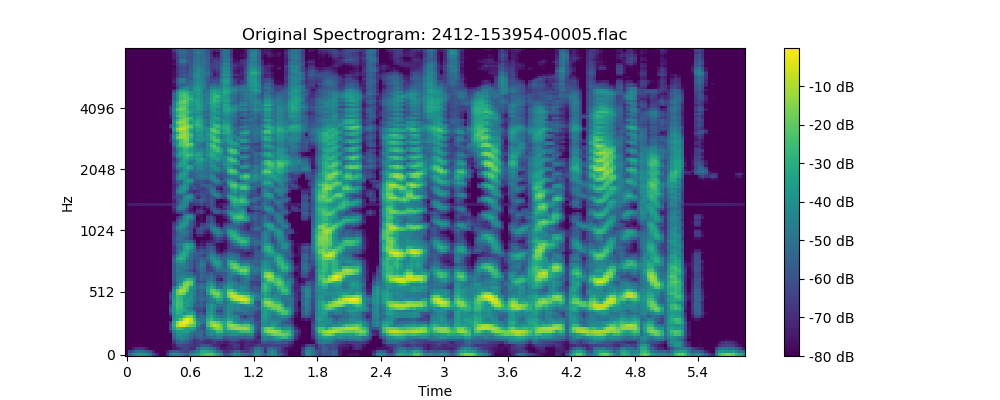 Original Spectrogram: 2412-153954-0005.flac
Hz
4096
2048
1024
512
0
0 0.6 1.2 1.8 2.4 3 3.6 4.2 4.8 5.4
Time
-10 dB
-20 dB
-30 dB
-40 dB
-50 dB
-60 dB
-70 dB
-80 dB